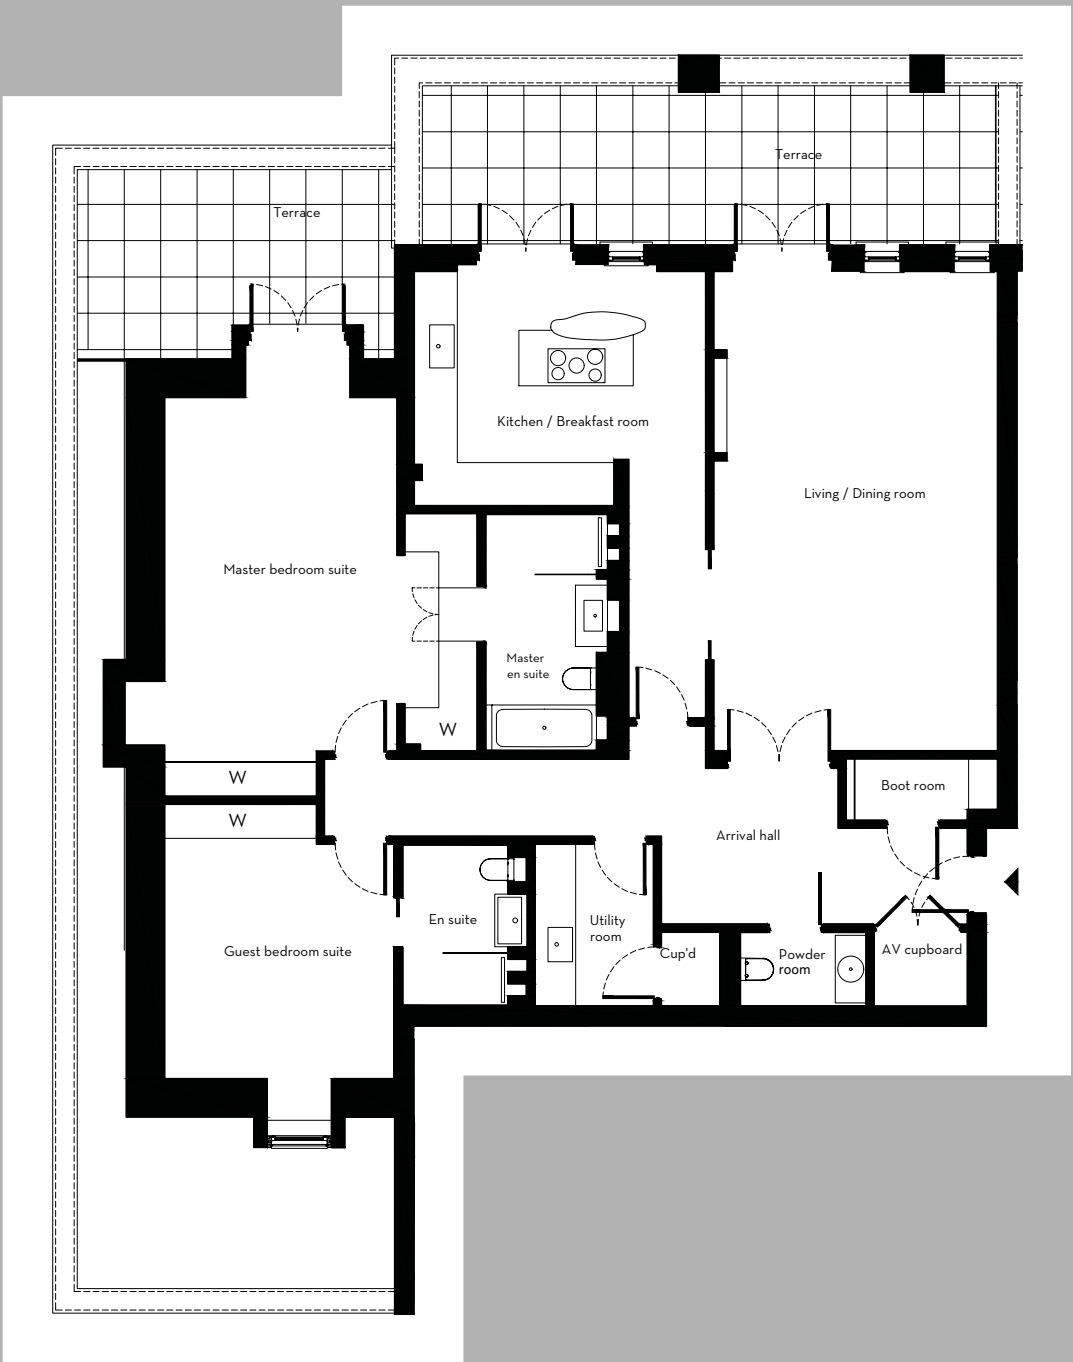 Terrace
Terrace
Kitchen / Breakfast room
Living / Dining room
Master bedroom suite
Master
en suite
W
W
Boot room
W
Arrival hall
En suite
Utility
room
Guest bedroom suite
Cup'd
Powder
room
AV cupboard